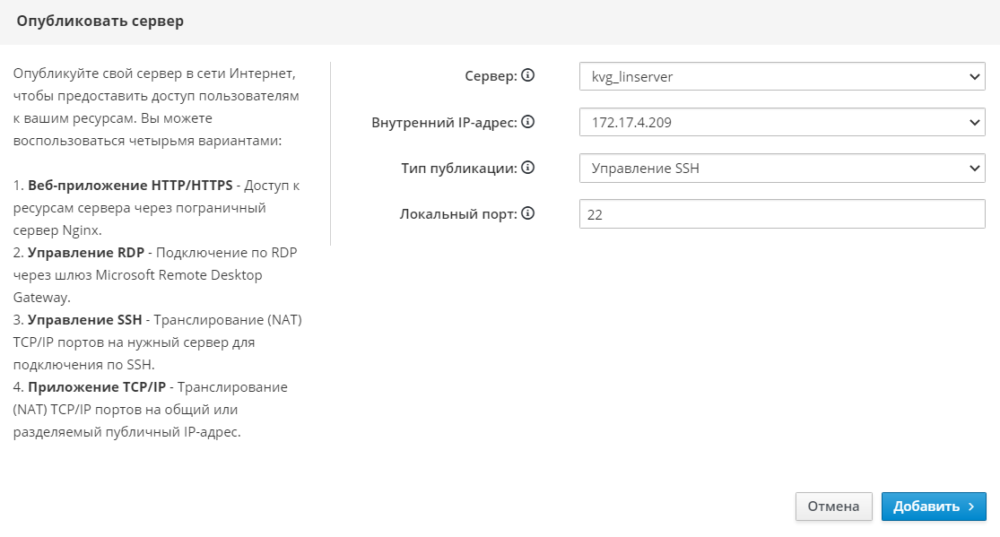 Опубликовать сервер
Опубликуйте свой сервер в сети Интернет,
чтобы предоставить доступ пользователям
к вашим ресурсам. Вы можете
воспользоваться четырьмя вариантами:
1. Веб-приложение HTTP/HTTPS - Доступ к
ресурсам сервера через пограничный
сервер Nginx.
2. Управление RDP - Подключение по RDP
через шлюз Microsoft Remote Desktop
Gateway.
3. Управление SSH - Транслирование (NAT)
TCP/IP портов на нужный сервер для
подключения по SSH.
4. Приложение TCP/IP - Транслирование
(NAT) TCP/IP портов на общий или
разделяемый публичный IP-адрес.
Сервер: kvg_linserver
Внутренний IP-адрес: 172.17.4.209
Тип публикации: Управление SSH
Локальный порт: 22
Отмена Добавить